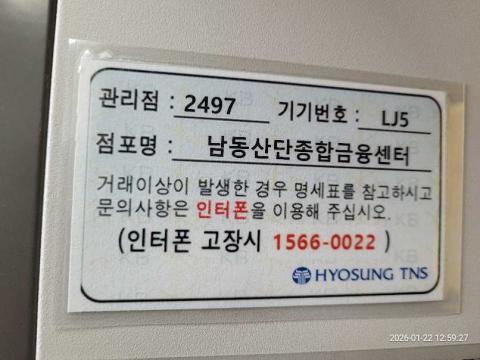 관리점 : 2497 기기번호 : LJ5
점포명 : 남동산단종합금융센터
거래이상이 발생한 경우 명세표를 참고하시고
문의사항은 인터폰을 이용해 주십시오.
(인터폰 고장시 1566-0022 )
HYOSUNG TNS
2026-01-22 12:59:27